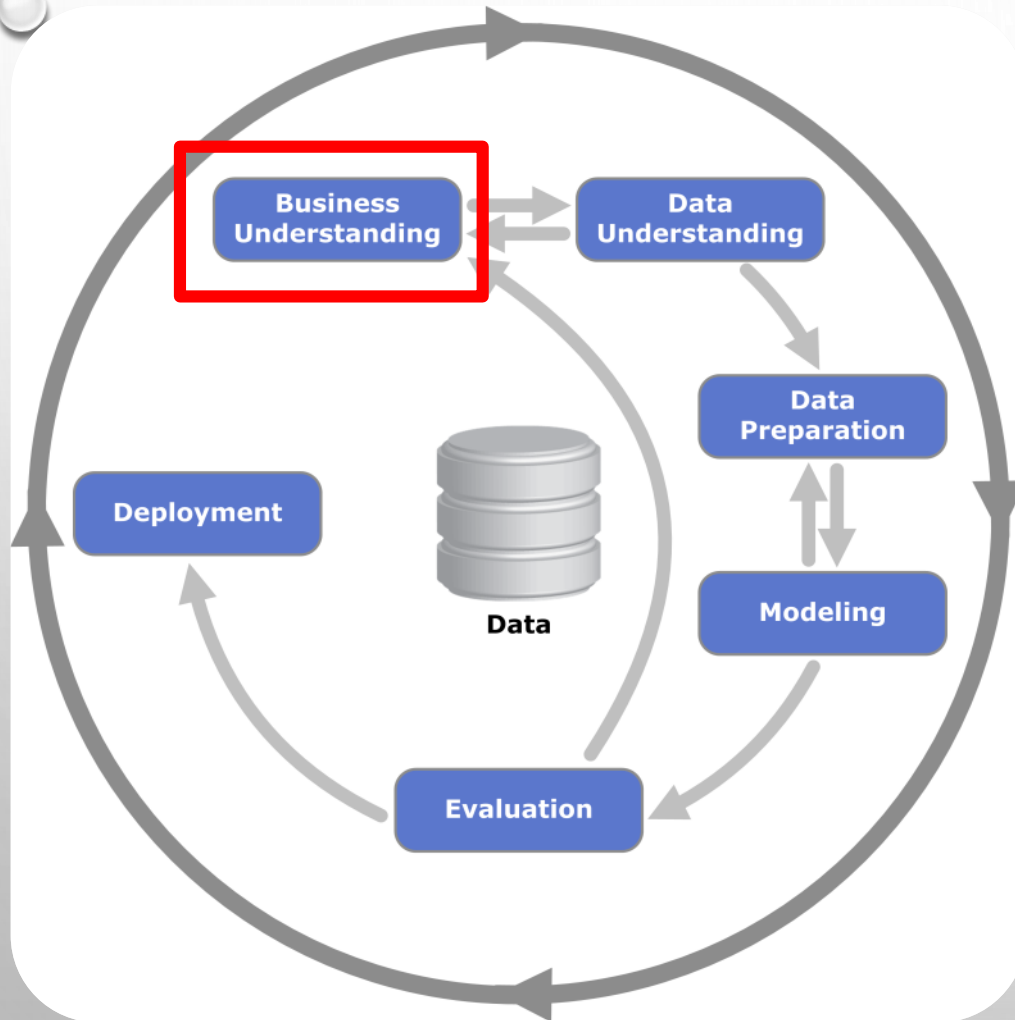 Business
Understanding
Data
Understanding
Data
Preparation
Deployment
Data
Modeling
Evaluation